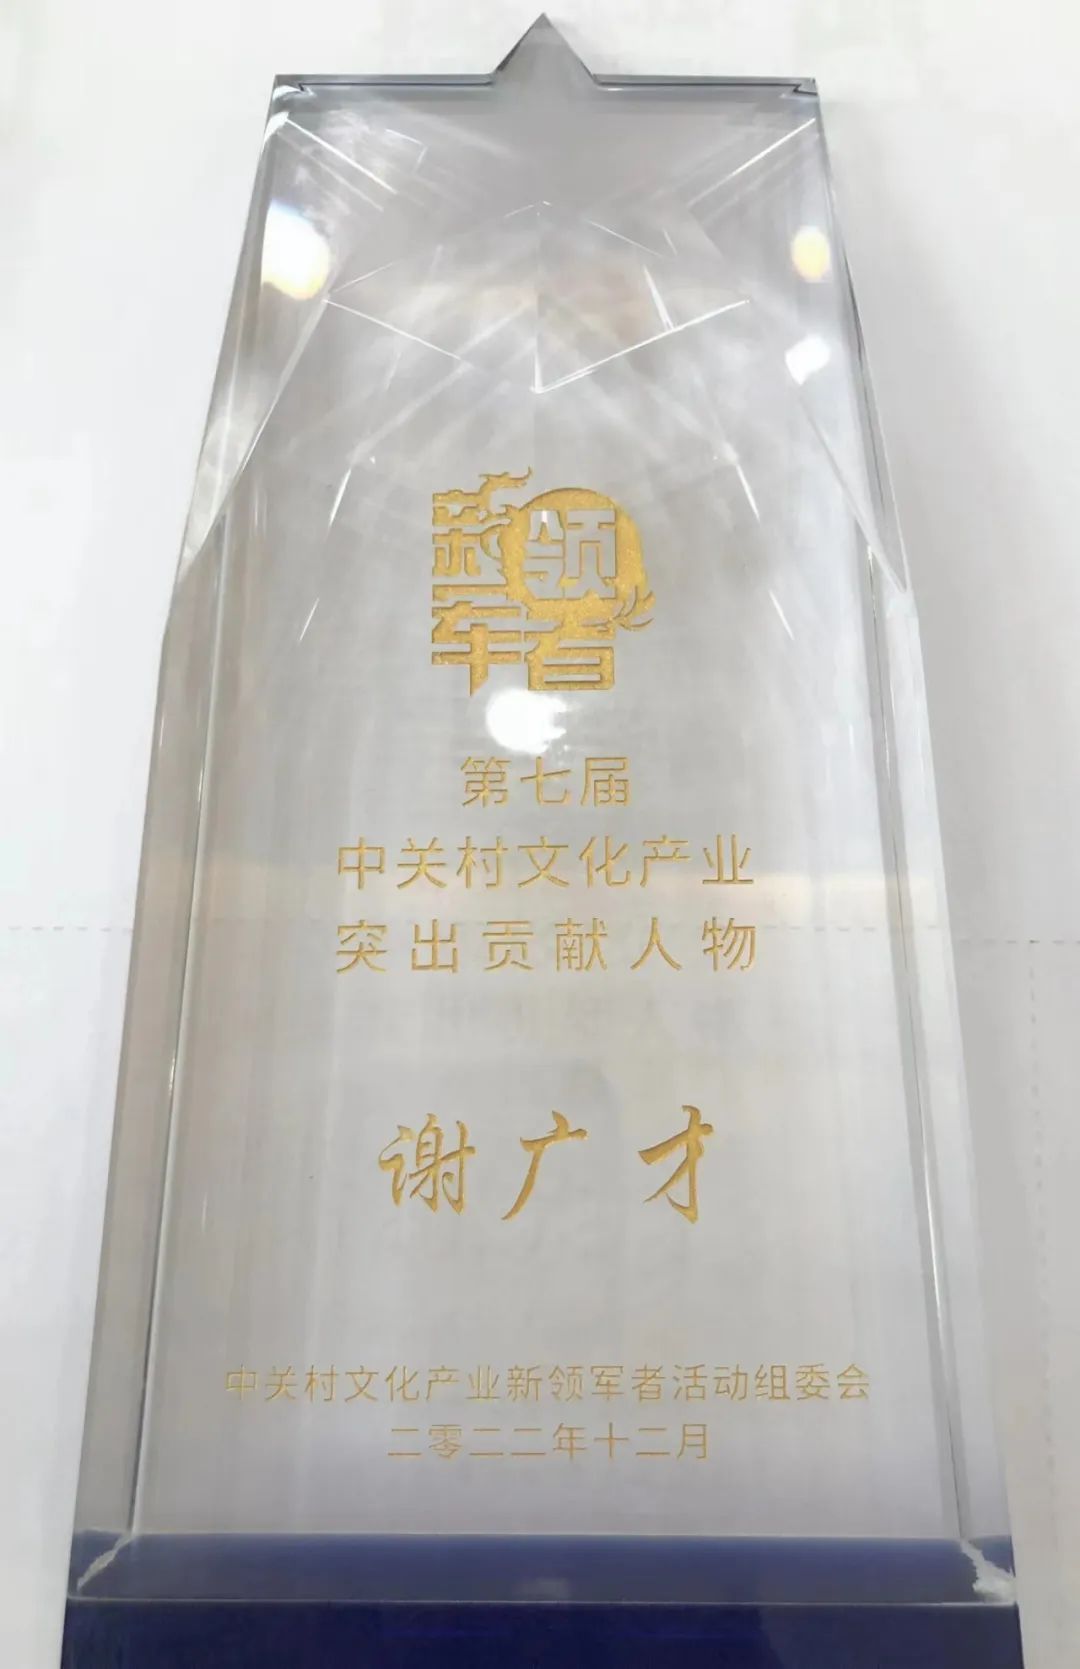 新领
军者
第七届
中关村文化产业
突出贡献人物
谢广才
中关村文化产业新领军者活动组委会
二零二二年十二月